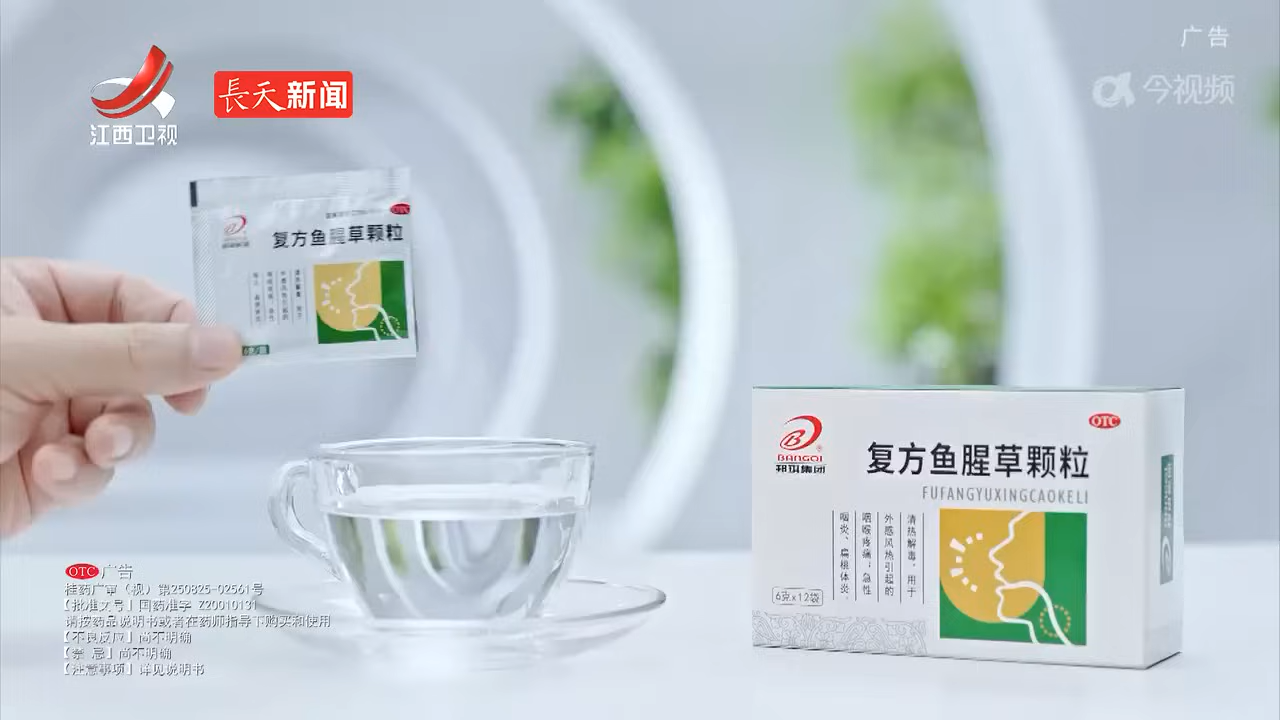 广告
江西卫视
長天新闻
今视频
OTC
复方鱼腥草颗粒
OTC
BANGQI
邦琪集团
复方鱼腥草颗粒
FUFANGYUXINGCAOKELI
清热解毒。用于
外感风热引起的
咽喉疼痛；急性
咽炎、扁桃体炎
6克×12袋
OTC 广告
桂药广审（视）第250825-02561号
【批准文号】国药准字
请按药品说明书或者在药师指导下购买和使用
【不良反应】尚不明确
【禁 忌】尚不明确
【注意事项】详见说明书